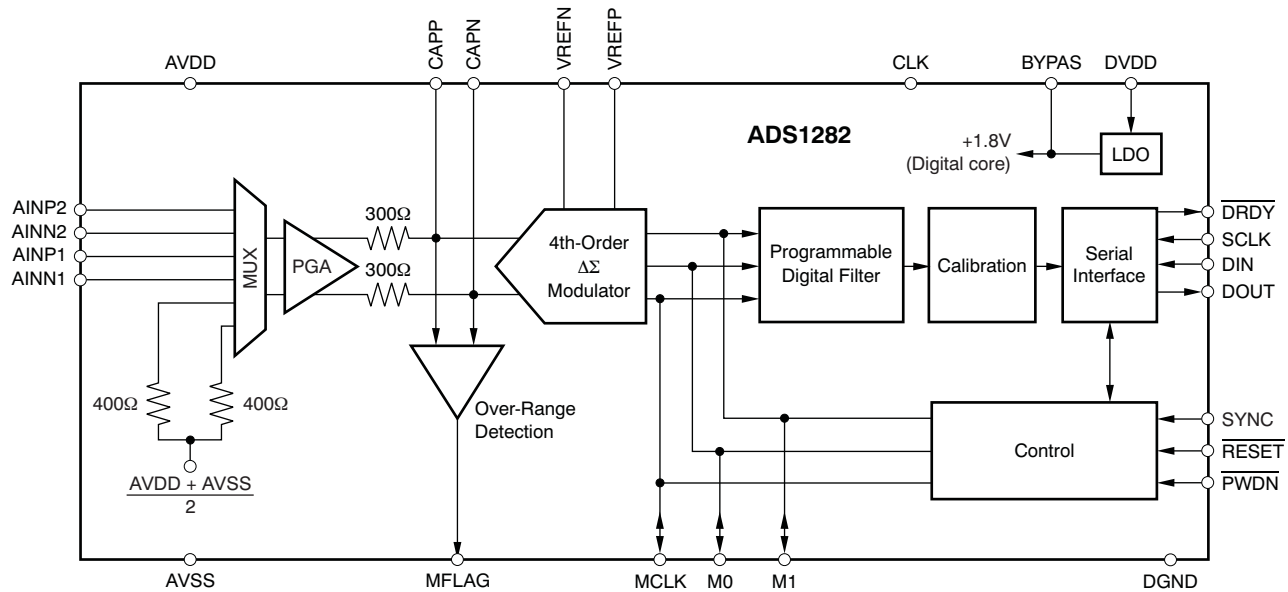 CAPP
CAPN
VREFN
VREFP
AVDD
CLK
BYPAS
DVDD
ADS1282
+1.8V
(Digital core)
LDO
AINP2
AINN2
AINP1
AINN1
MUX
PGA
300Ω
300Ω
4th-Order
ΔΣ
Modulator
Programmable
Digital Filter
Calibration
Serial
Interface
DRDY
SCLK
DIN
DOUT
400Ω
400Ω
Over-Range
Detection
Control
SYNC
RESET
PWDN
AVDD + AVSS
2
AVSS
MFLAG
MCLK
M0
M1
DGND